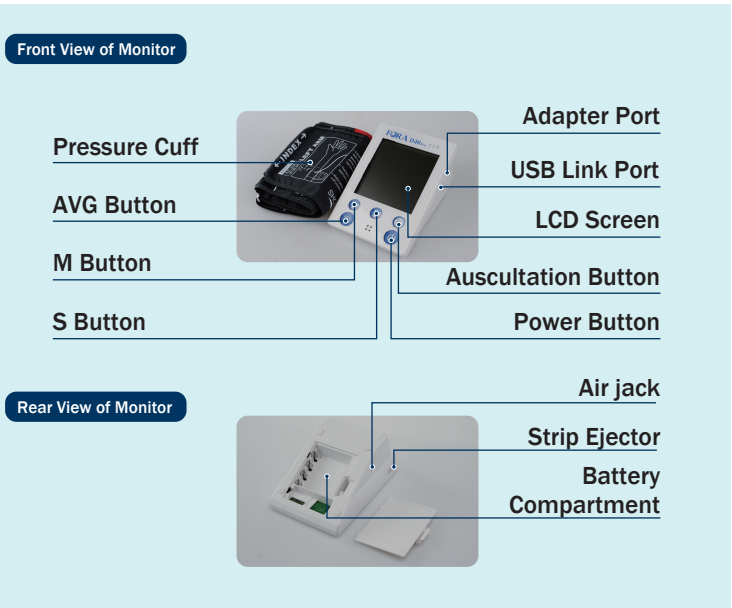 Front View of Monitor
Adapter Port
Pressure Cuff
USB Link Port
AVG Button
LCD Screen
M Button
Auscultation Button
S Button
Power Button
Rear View of Monitor
Air jack
Strip Ejector
Battery
Compartment
INDEX
FORA